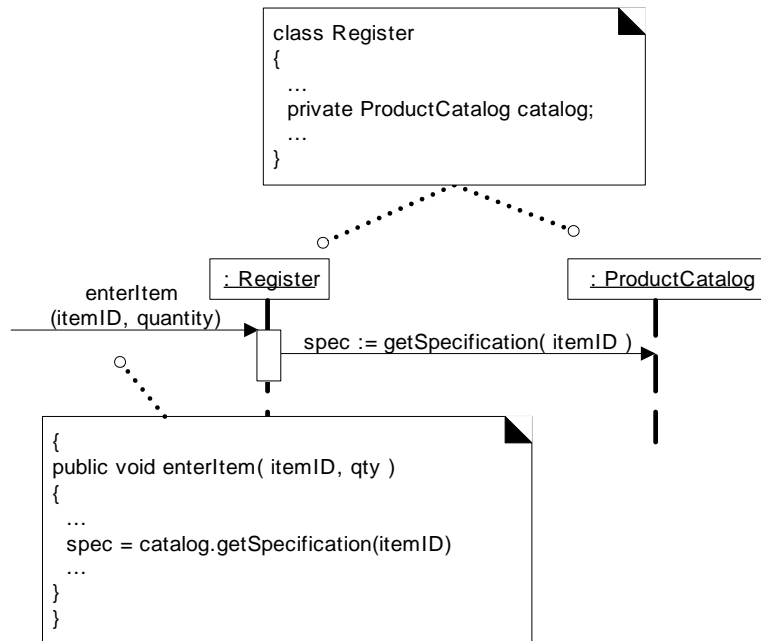 class Register
{
...
private ProductCatalog catalog;
...
}
: Register
: ProductCatalog
enterItem
(itemID, quantity)
spec := getSpecification( itemID )
{
public void enterItem( itemID, qty )
{
...
spec = catalog.getSpecification(itemID)
...
}
}